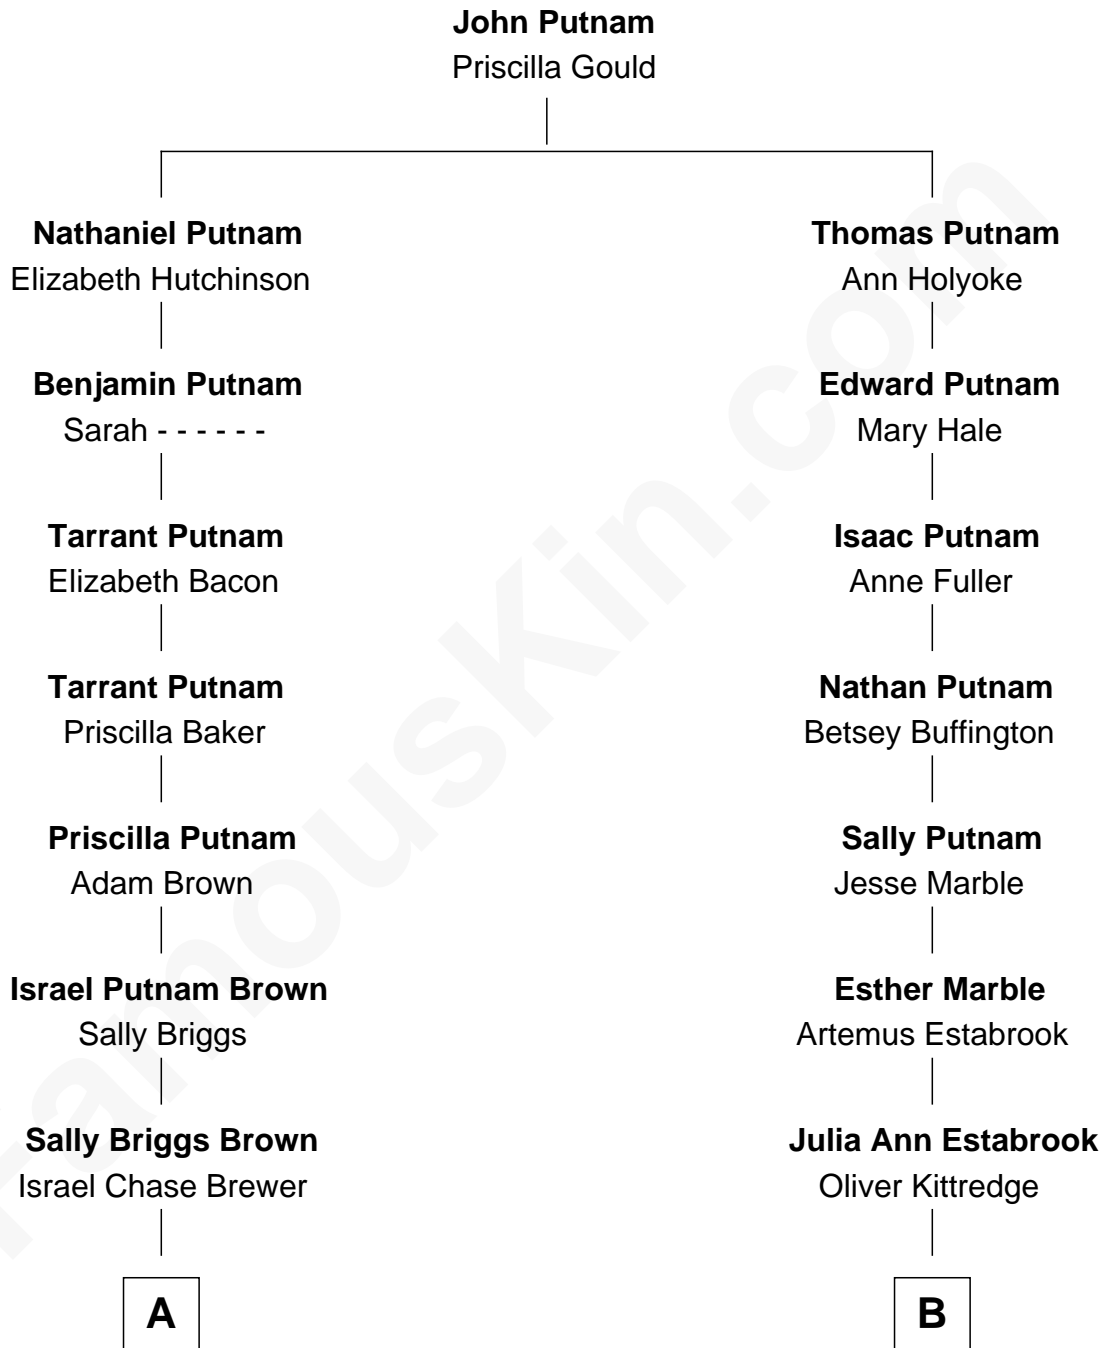 John Putnam
Priscilla Gould
Nathaniel Putnam
Elizabeth Hutchinson
Thomas Putnam
Ann Holyoke
Benjamin Putnam
Sarah - - - - - -
Edward Putnam
Mary Hale
Tarrant Putnam
Elizabeth Bacon
Isaac Putnam
Anne Fuller
Tarrant Putnam
Priscilla Baker
Nathan Putnam
Betsey Buffington
Priscilla Putnam
Adam Brown
Sally Putnam
Jesse Marble
Israel Putnam Brown
Sally Briggs
Esther Marble
Artemus Estabrook
Sally Briggs Brown
Israel Chase Brewer
Julia Ann Estabrook
Oliver Kittredge
A
B
FamousKin.com